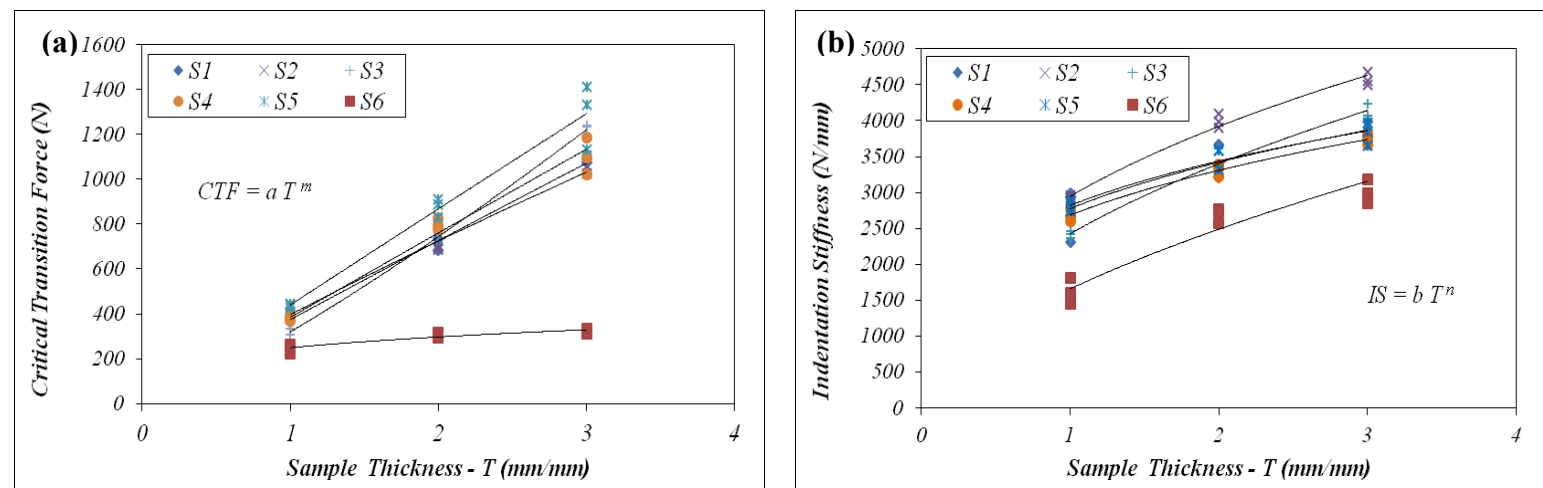 (a)
1600
1400
1200
1000
800
600
400
200
0
S1 S2 S3
S4 S5 S6
CTF = a T^m
Critical Transition Force (N)
0 1 2 3 4
Sample Thickness - T (mm/mm)
(b)
5000
4500
4000
3500
3000
2500
2000
1500
1000
500
0
S1 S2 S3
S4 S5 S6
IS = b T^n
Indentation Stiffness (N/mm)
0 1 2 3 4
Sample Thickness - T (mm/mm)